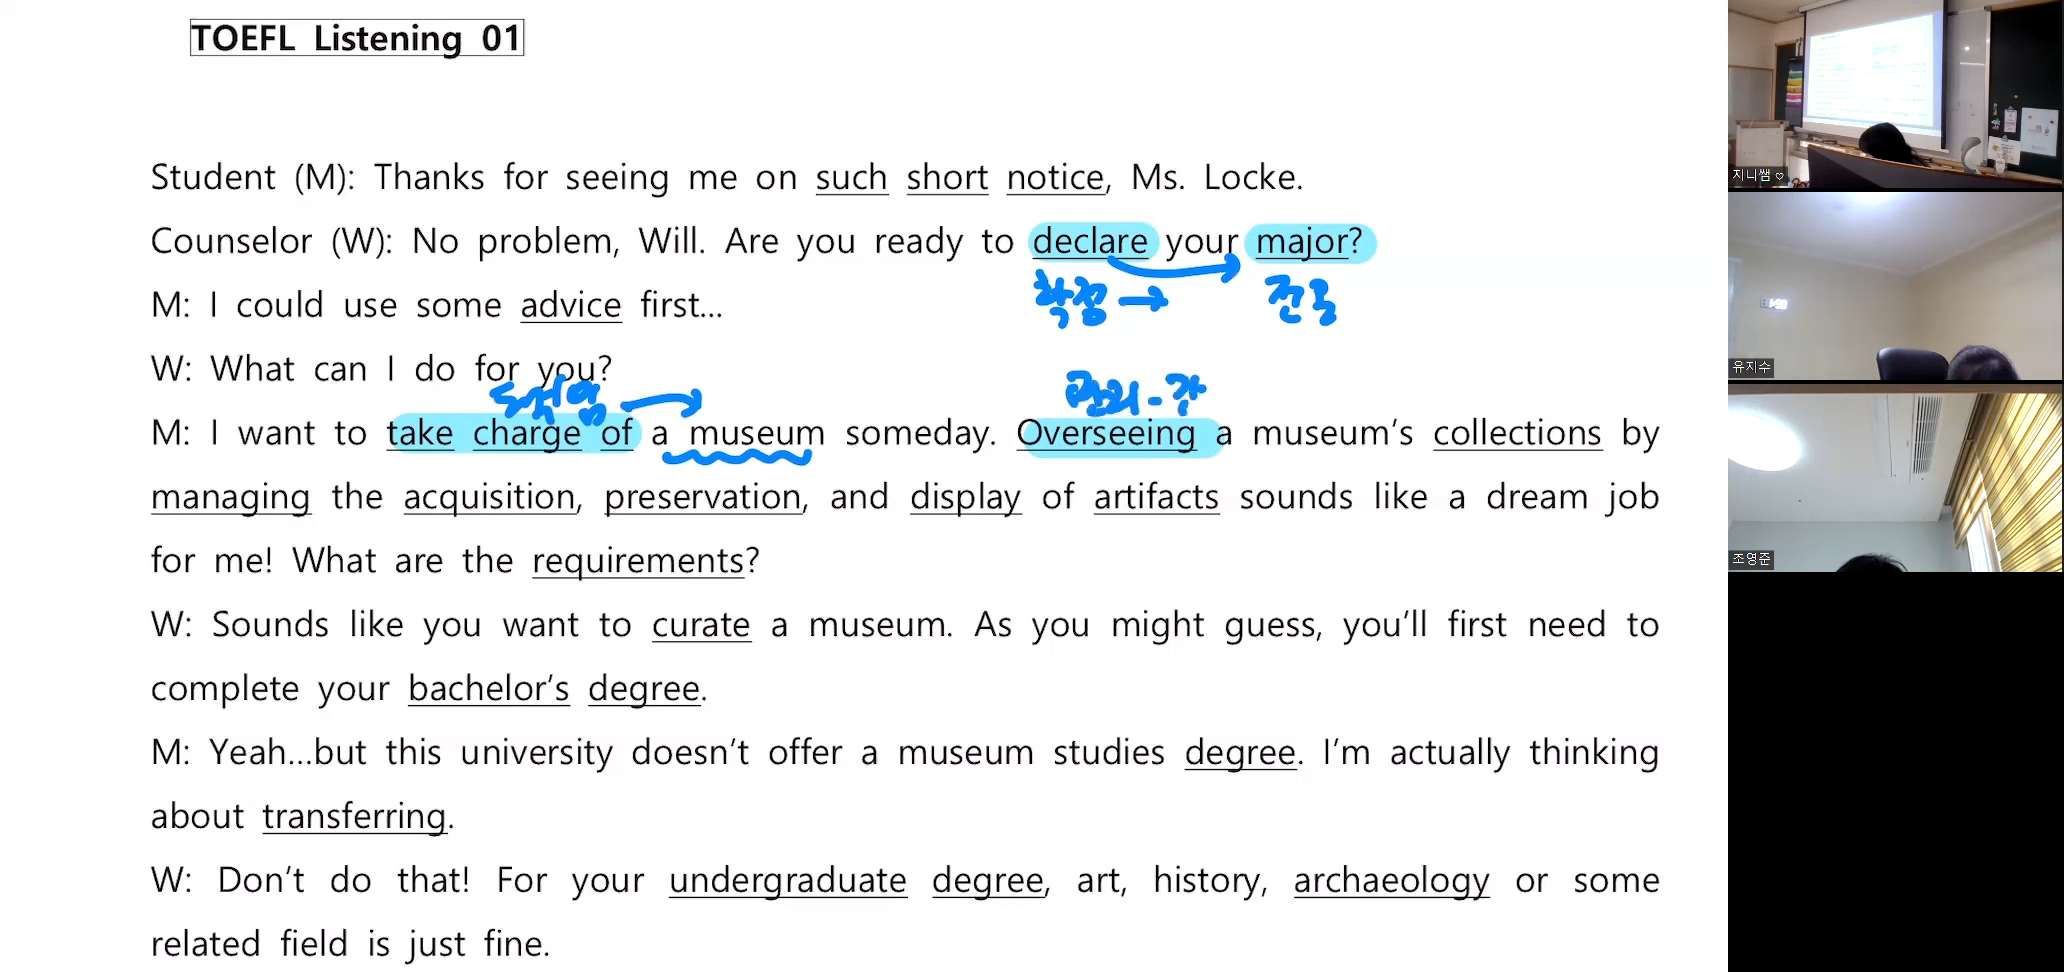 TOEFL Listening 01
Student (M): Thanks for seeing me on such short notice, Ms. Locke.
Counselor (W): No problem, Will. Are you ready to declare your major?
확정 → 전공
M: I could use some advice first...
W: What can I do for you?
M: I want to take charge of a museum someday. Overseeing a museum's collections by
managing the acquisition, preservation, and display of artifacts sounds like a dream job
for me! What are the requirements?
W: Sounds like you want to curate a museum. As you might guess, you'll first need to
complete your bachelor's degree.
M: Yeah...but this university doesn't offer a museum studies degree. I'm actually thinking
about transferring.
W: Don't do that! For your undergraduate degree, art, history, archaeology or some
related field is just fine.
지니쌤 ♡
유지수
조영준